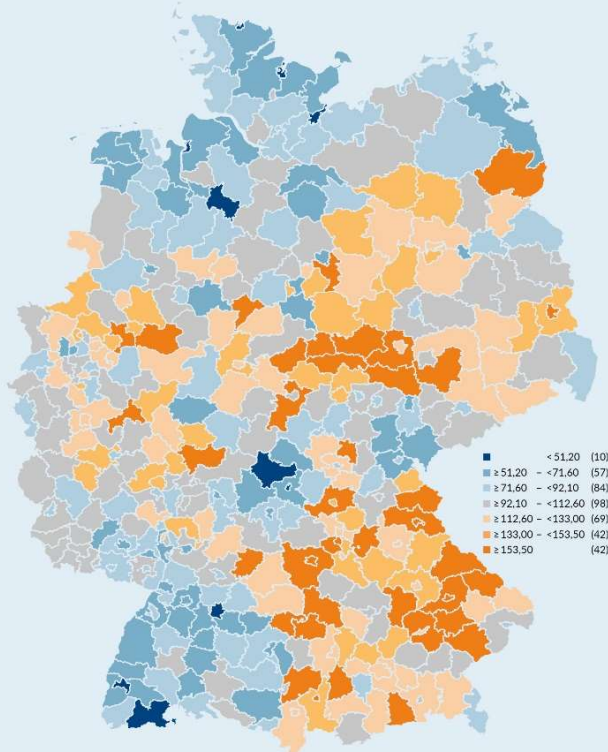 < 51,20 (10)
≥ 51,20 – < 71,60 (57)
≥ 71,60 – < 92,10 (84)
≥ 92,10 – < 112,60 (98)
≥ 112,60 – < 133,00 (69)
≥ 133,00 – < 153,50 (42)
≥ 153,50 (42)